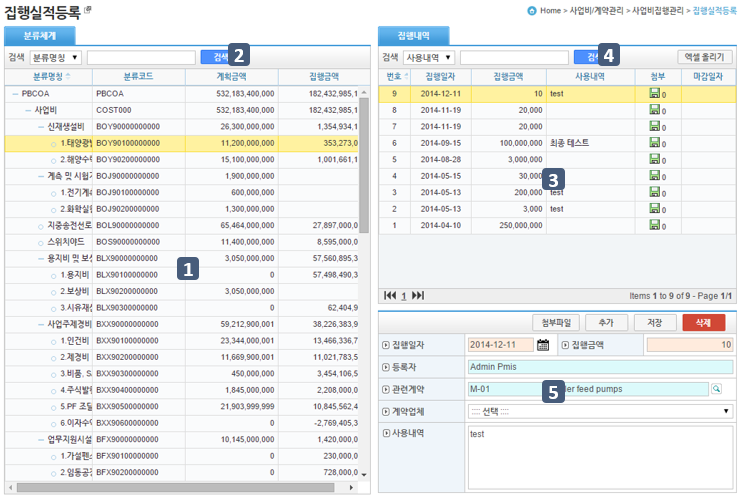 집행실적등록
Home > 사업비/계약관리 > 사업비집행관리 > 집행실적등록
분류체계
검색 분류명칭 2
분류명칭 분류코드 계획금액 집행금액
PBCOA PBCOA 532,183,400,000 182,432,985,1
사업비 COST000 532,183,400,000 182,432,985,1
신재생설비 BOY90000000000 26,300,000,000 1,354,934,1
1.태양광발 BOY90100000000 11,200,000,000 353,273,0
2.해양수 BOY90200000000 15,100,000,000 1,001,661,1
계측 및 시험기 BOJ90000000000 1,900,000,000
1.전기계측 BOJ90100000000 600,000,000
2.화학실험 BOJ90200000000 1,300,000,000
지중송전선로 BOL90000000000 65,464,000,000 27,897,000,0
스위치야드 BOS90000000000 11,400,000,000 8,595,000,0
용지비 및 보상 BLX90000000000 3,050,000,000 57,560,895,3
1.용지비 BLX90100000000 0 57,498,490,3
2.보상비 BLX90200000000 3,050,000,000
3.시유재산 BLX90300000000 0 62,404,9
사업주제경비 BXX90000000000 59,212,900,001 38,226,383,9
1.인건비 BXX90100000000 23,344,000,001 13,466,336,7
2.제경비 BXX90200000000 11,669,900,001 11,021,783,5
3.비품. S BXX90300000000 450,000,000 3,454,106,5
4.주식발행 BXX90400000000 1,845,000,000 2,208,000,0
5.PF 조달 BXX90500000000 21,903,999,999 10,845,562,4
6.이자수익 BXX90600000000 0 -2,769,405,3
업무지원시설 BFX90000000000 10,145,000,000 1,420,000,0
1.가설펜스 BFX90100000000 0 230,000,0
2.임동공 BFX90200000000 0 728,000,0
1
집행내역
검색 사용내역 4 엑셀 올리기
번호 집행일자 집행금액 사용내역 첨부 마감일자
9 2014-12-11 10 test 0
8 2014-11-19 20,000 0
7 2014-11-19 20,000 0
6 2014-09-15 100,000,000 최종 테스트 0
5 2014-08-28 3,000,000 0
4 2014-05-15 30,000 0
3 2014-05-13 200,000 test 0
2 2014-05-13 3,000 test 0
1 2014-04-10 250,000,000 0
3
1 Items 1 to 9 of 9 - Page 1/1
첨부파일 추가 저장 삭제
집행일자 2014-12-11 집행금액 10
등록자 Admin Pmis
관련계약 M-01 5 feed pumps
계약업체 :::: 선택 ::::
사용내역 test